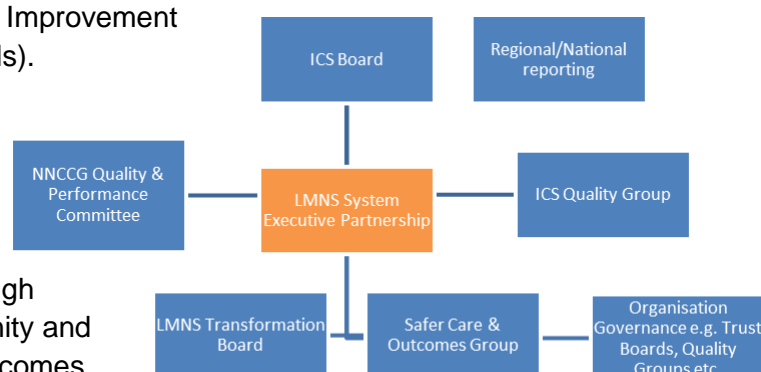 Improvement
ls).
ICS Board
Regional/National
reporting
NNCCG Quality &
Performance
Committee
LMNS System
Executive Partnership
ICS Quality Group
gh
nity and
comes
LMNS Transformation
Board
Safer Care &
Outcomes Group
Organisation
Governance e.g. Trust
Boards, Quality
Groups etc